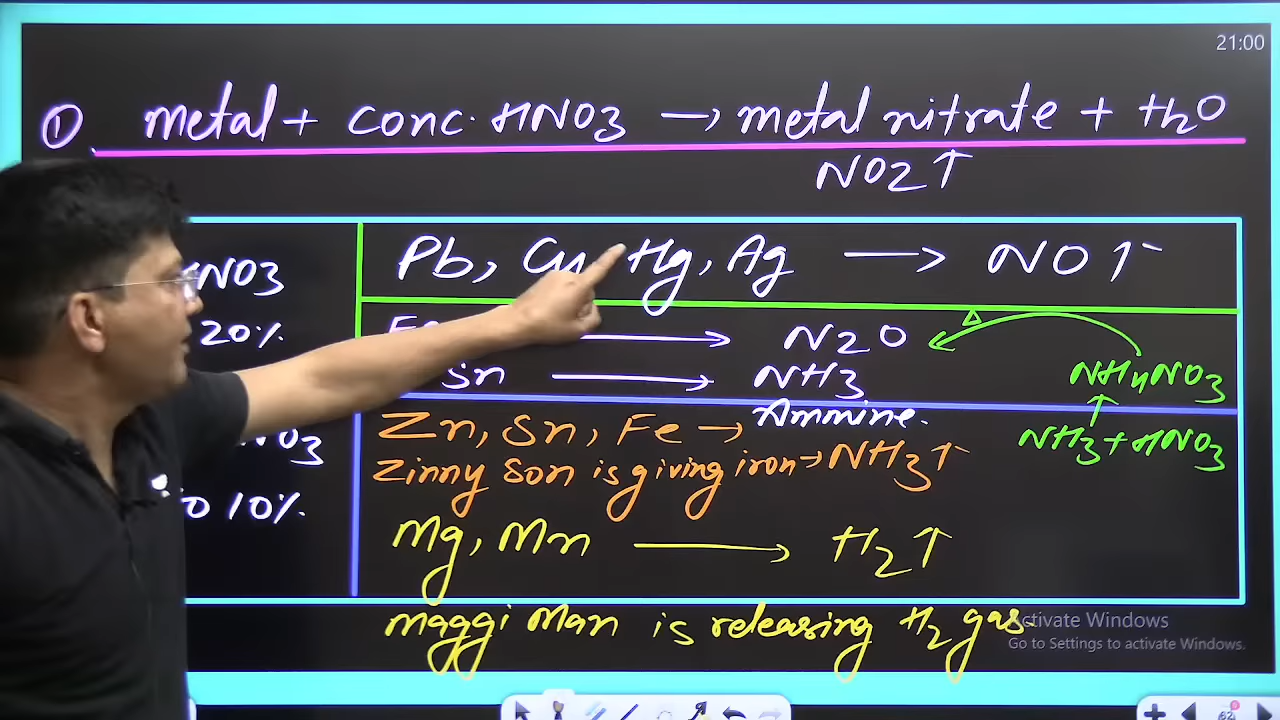 21:00
① metal + conc. HNO3 → metal nitrate + H2O
NO2↑
NO3
20%
Pb, Cu, Hg, Ag → NO↑
→ N2O
Δ
Sn → NH3
NH4NO3
↑
NH3 + HNO3
Ammine.
NO3
Zn, Sn, Fe →
Zinny Son is giving iron → NH3↑
10%
Mg, Mn → H2↑
maggi Man is releasing H2 gas.
Activate Windows
Go to Settings to activate Windows.
62